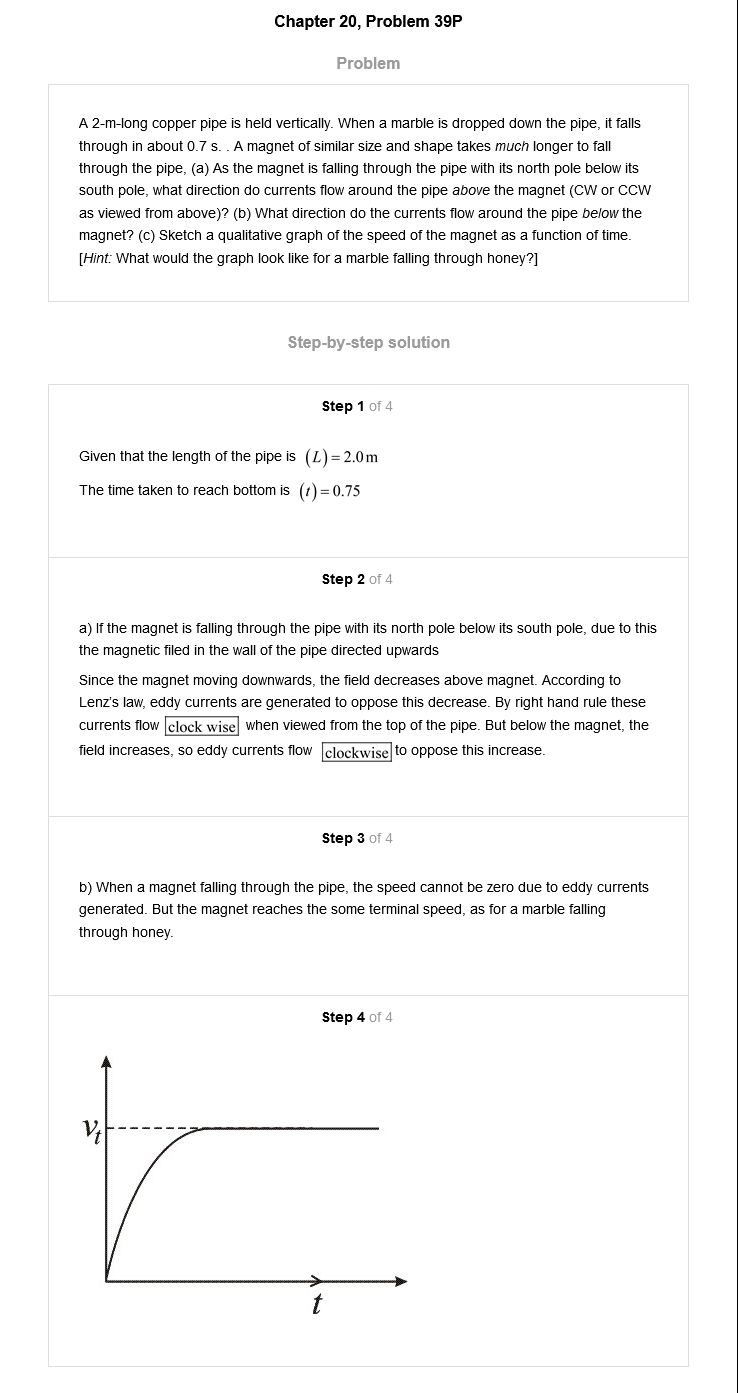 Chapter 20, Problem 39P
Problem
A 2-m-long copper pipe is held vertically. When a marble is dropped down the pipe, it falls
through in about 0.7 s. . A magnet of similar size and shape takes much longer to fall
through the pipe, (a) As the magnet is falling through the pipe with its north pole below its
south pole, what direction do currents flow around the pipe above the magnet (CW or CCW
as viewed from above)? (b) What direction do the currents flow around the pipe below the
magnet? (c) Sketch a qualitative graph of the speed of the magnet as a function of time.
[Hint: What would the graph look like for a marble falling through honey?]
Step-by-step solution
Step 1 of 4
Given that the length of the pipe is (L)=2.0m
The time taken to reach bottom is (t)=0.75
Step 2 of 4
a) If the magnet is falling through the pipe with its north pole below its south pole, due to this
the magnetic filed in the wall of the pipe directed upwards
Since the magnet moving downwards, the field decreases above magnet. According to
Lenz's law, eddy currents are generated to oppose this decrease. By right hand rule these
currents flow clock wise when viewed from the top of the pipe. But below the magnet, the
field increases, so eddy currents flow clockwise to oppose this increase.
Step 3 of 4
b) When a magnet falling through the pipe, the speed cannot be zero due to eddy currents
generated. But the magnet reaches the some terminal speed, as for a marble falling
through honey.
Step 4 of 4
Vt
t